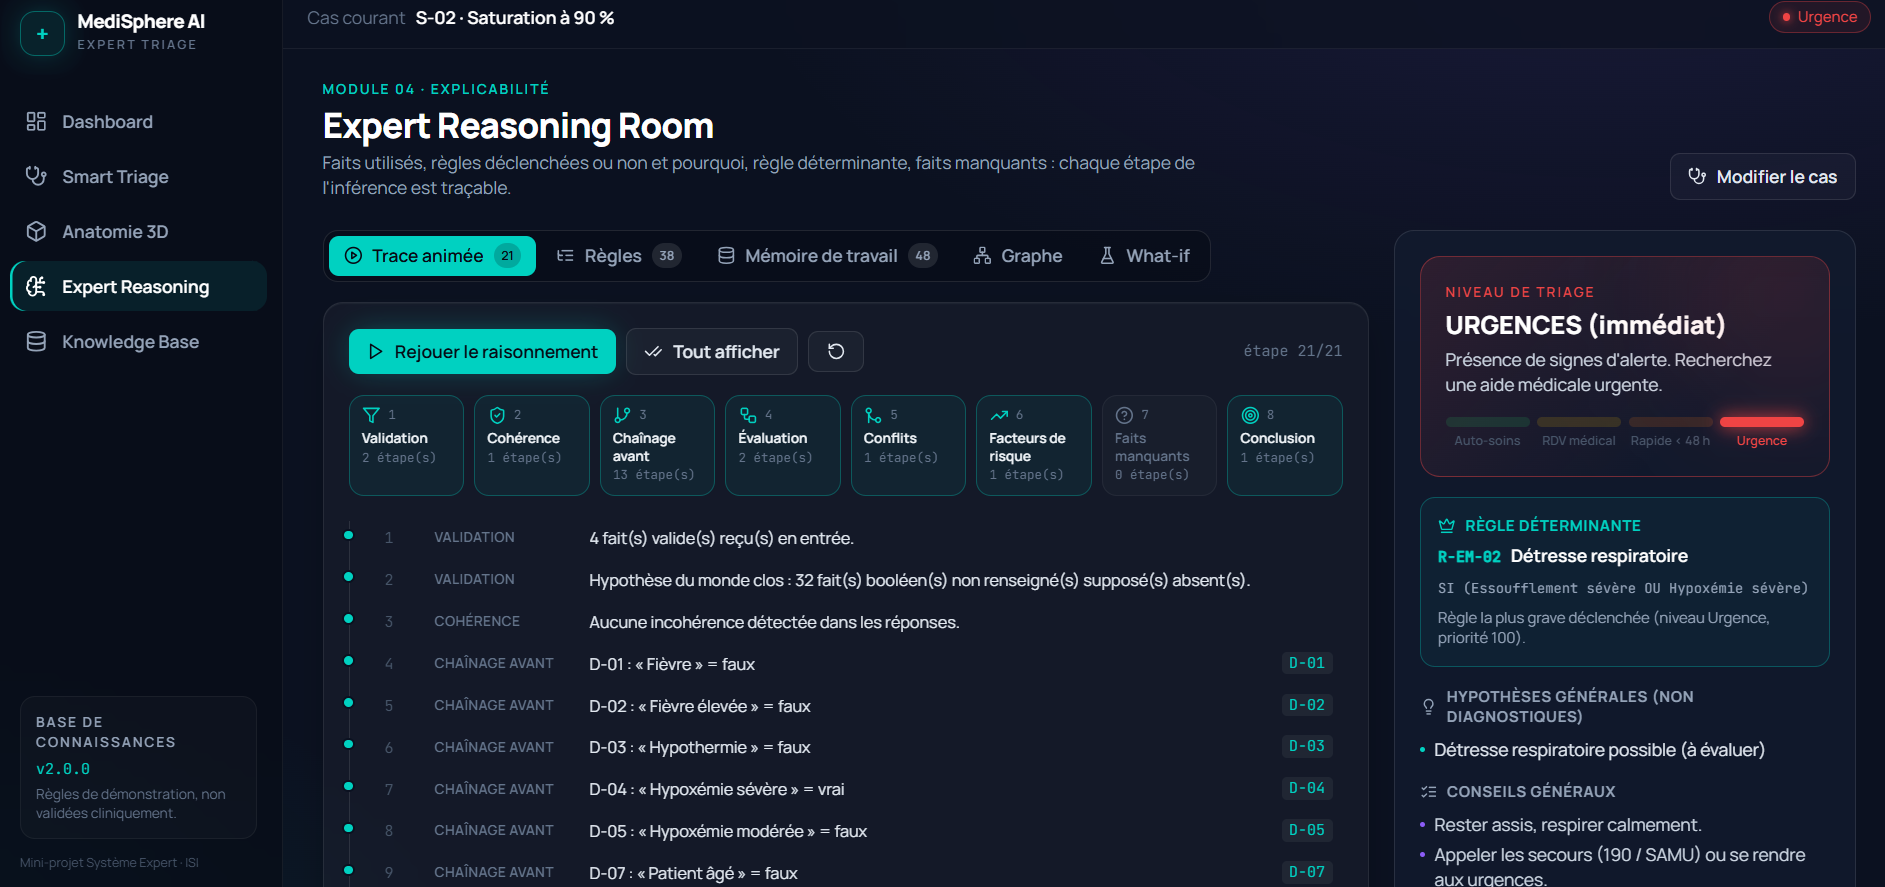 MediSphere AI
EXPERT TRIAGE
Dashboard
Smart Triage
Anatomie 3D
Expert Reasoning
Knowledge Base
BASE DE
CONNAISSANCES
v2.0.0
Règles de démonstration, non
validées cliniquement.
Mini-projet Système Expert · ISI
Cas courant S-02 · Saturation à 90 %
Urgence
MODULE 04 · EXPLICABILITÉ
Expert Reasoning Room
Faits utilisés, règles déclenchées ou non et pourquoi, règle déterminante, faits manquants : chaque étape de
l'inférence est traçable.
Modifier le cas
Trace animée 21
Règles 38
Mémoire de travail 48
Graphe
What-if
Rejouer le raisonnement
Tout afficher
étape 21/21
1
Validation
2 étape(s)
2
Cohérence
1 étape(s)
3
Chaînage
avant
13 étape(s)
4
Évaluation
2 étape(s)
5
Conflits
1 étape(s)
6
Facteurs de
risque
1 étape(s)
7
Faits
manquants
0 étape(s)
8
Conclusion
1 étape(s)
1 VALIDATION 4 fait(s) valide(s) reçu(s) en entrée.
2 VALIDATION Hypothèse du monde clos : 32 fait(s) booléen(s) non renseigné(s) supposé(s) absent(s).
3 COHÉRENCE Aucune incohérence détectée dans les réponses.
4 CHAÎNAGE AVANT D-01 : « Fièvre » = faux D-01
5 CHAÎNAGE AVANT D-02 : « Fièvre élevée » = faux D-02
6 CHAÎNAGE AVANT D-03 : « Hypothermie » = faux D-03
7 CHAÎNAGE AVANT D-04 : « Hypoxémie sévère » = vrai D-04
8 CHAÎNAGE AVANT D-05 : « Hypoxémie modérée » = faux D-05
9 CHAÎNAGE AVANT D-07 : « Patient âgé » = faux D-07
NIVEAU DE TRIAGE
URGENCES (immédiat)
Présence de signes d'alerte. Recherchez
une aide médicale urgente.
Auto-soins RDV médical Rapide < 48 h Urgence
RÈGLE DÉTERMINANTE
R-EM-02 Détresse respiratoire
SI (Essoufflement sévère OU Hypoxémie sévère)
Règle la plus grave déclenchée (niveau Urgence,
priorité 100).
HYPOTHÈSES GÉNÉRALES (NON
DIAGNOSTIQUES)
• Détresse respiratoire possible (à évaluer)
CONSEILS GÉNÉRAUX
• Rester assis, respirer calmement.
• Appeler les secours (190 / SAMU) ou se rendre
aux urgences.